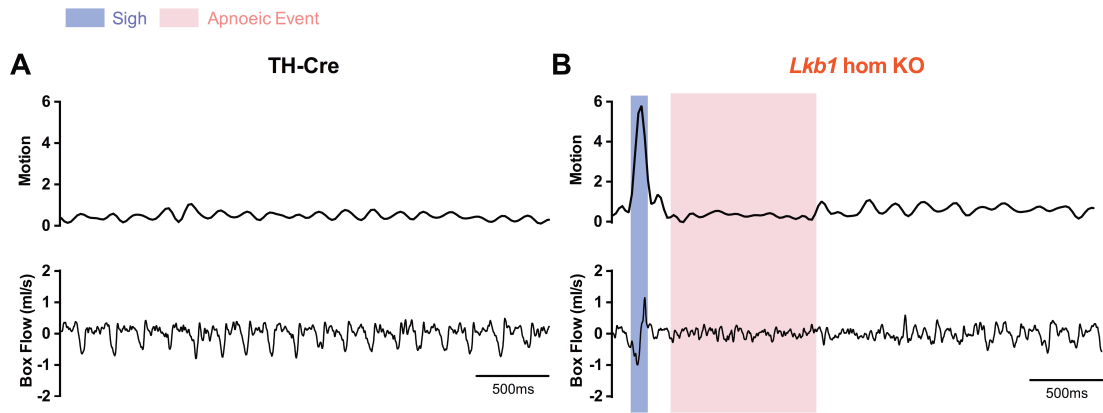 Sigh Apnoeic Event
A TH-Cre
B Lkb1 hom KO
Motion
6
4
2
0
Box Flow (ml/s)
2
1
0
-1
-2
500ms
Motion
6
4
2
0
Box Flow (ml/s)
2
1
0
-1
-2
500ms